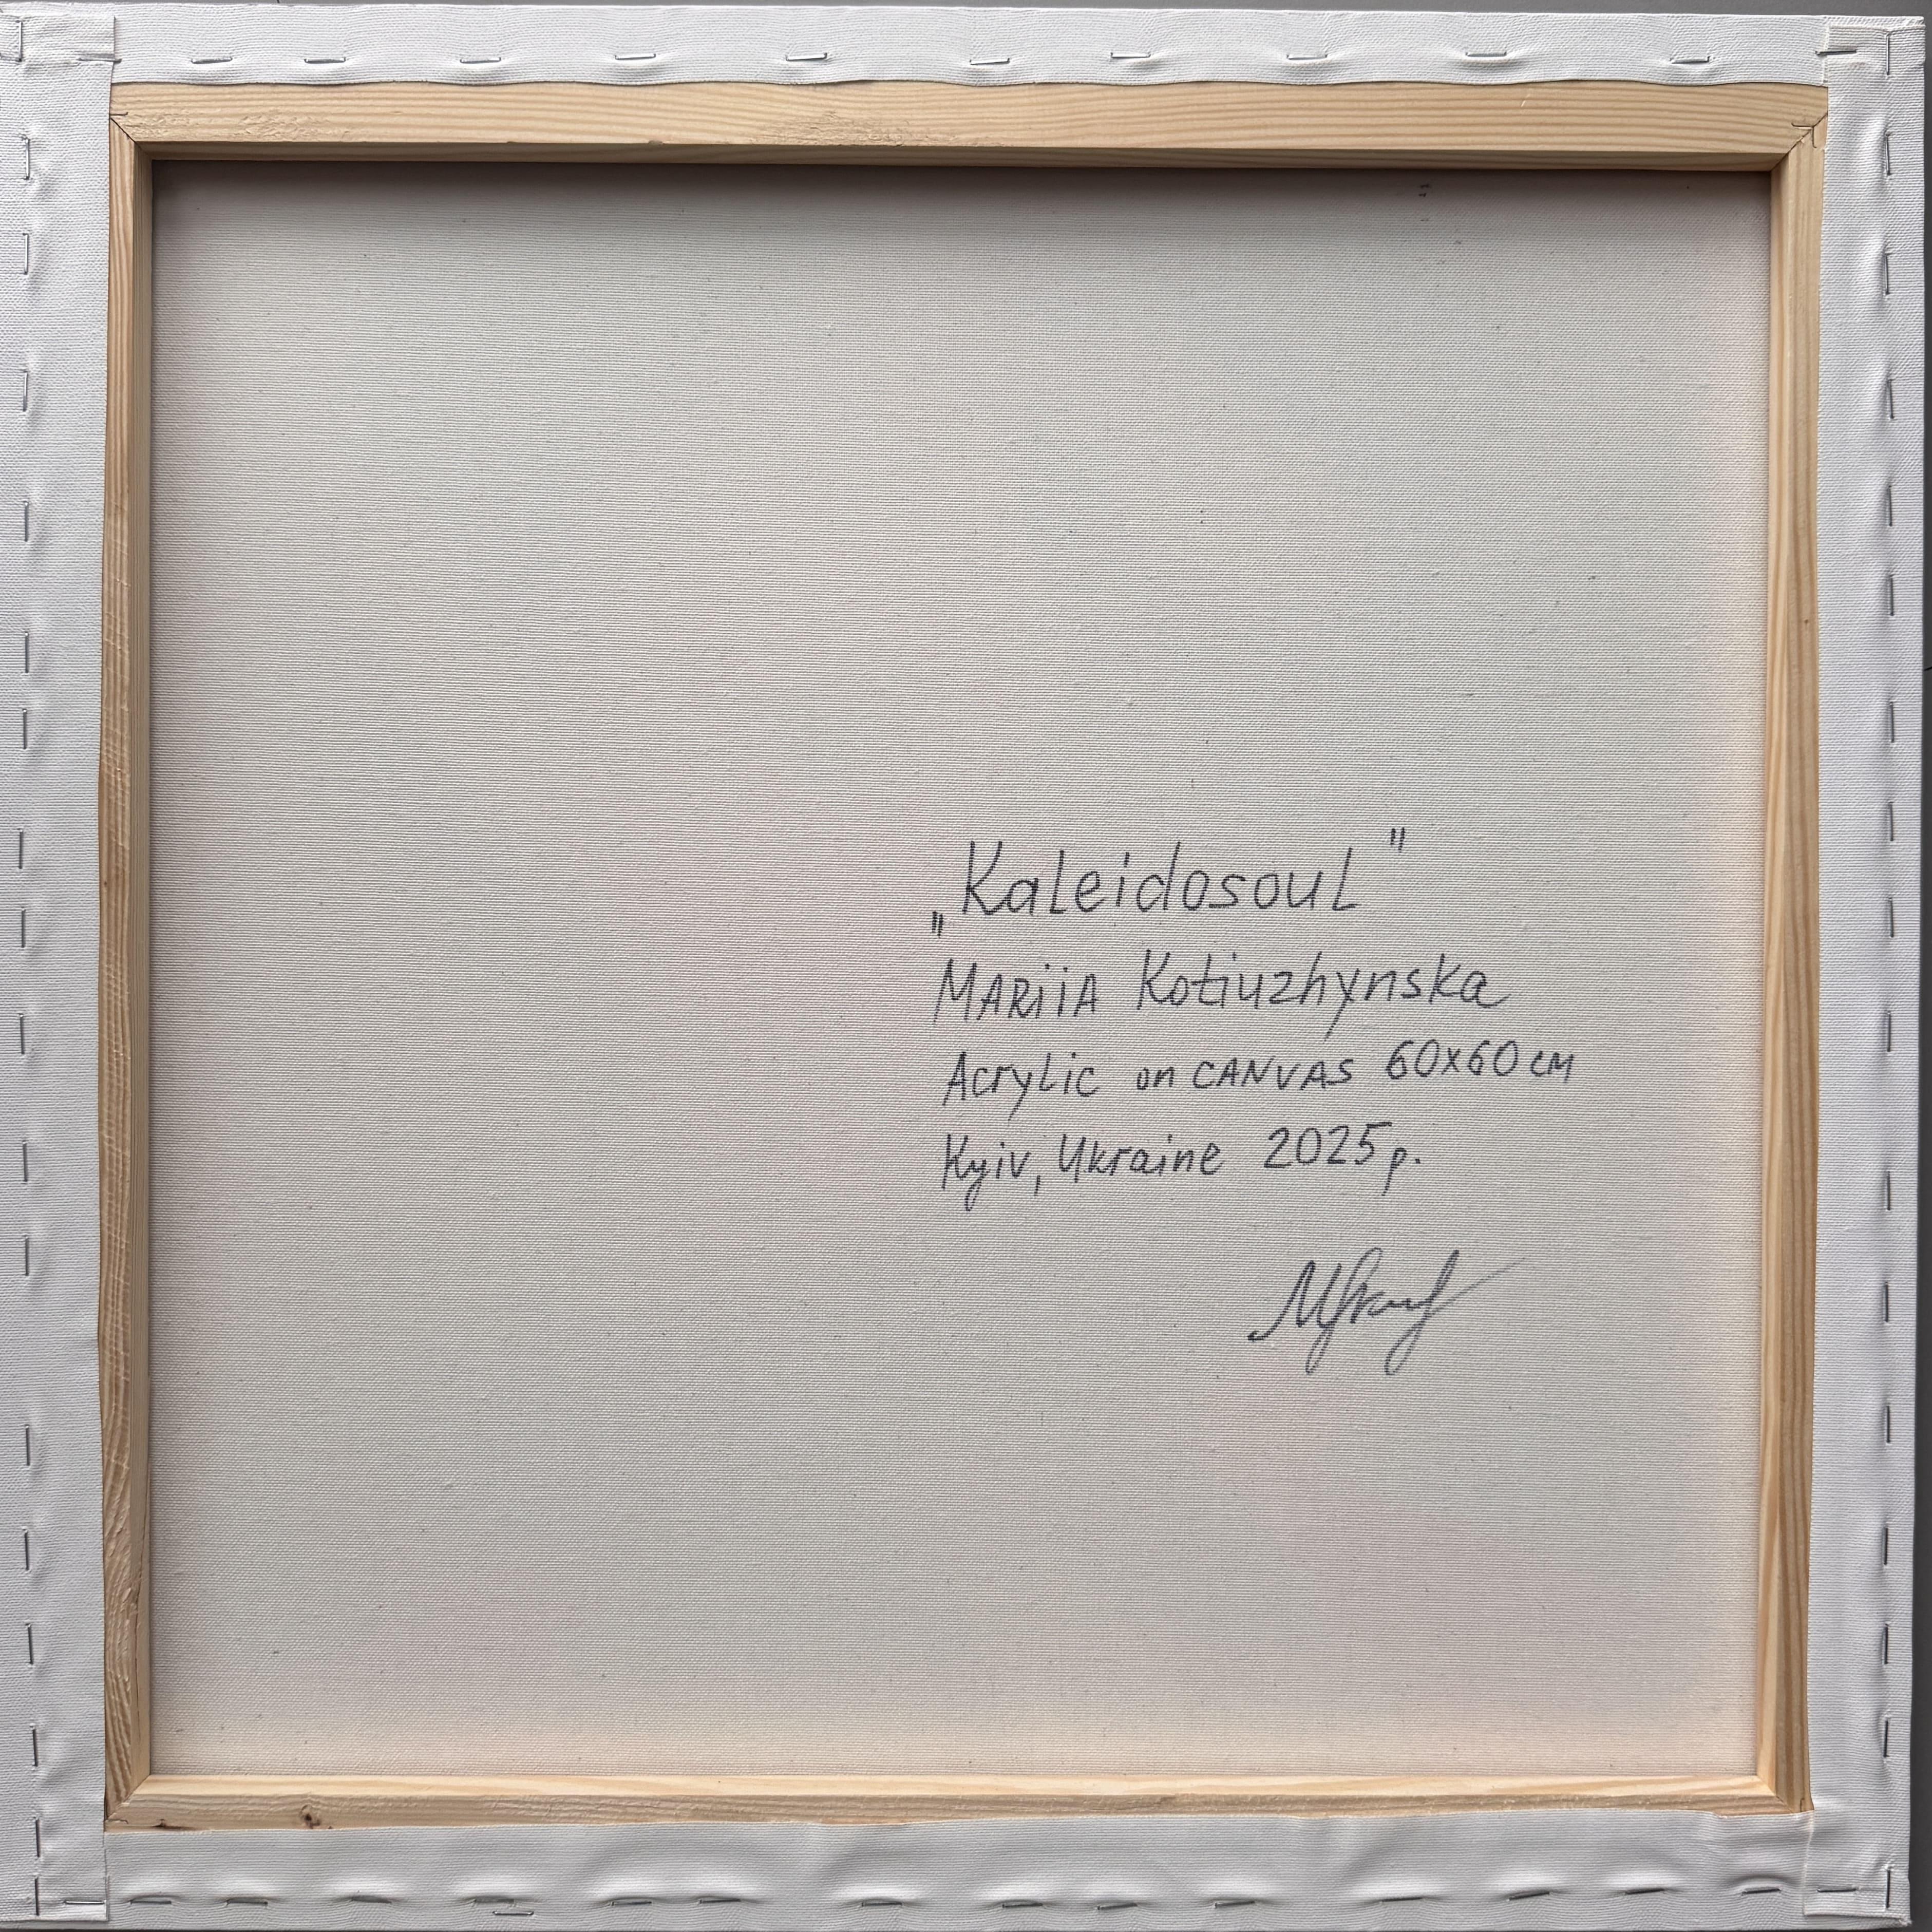 „Kaleidosoul"
MARiiA Kotiuzhynska
Acrylic on CANVAS 60x60 cm
Kyiv, Ukraine 2025 р.